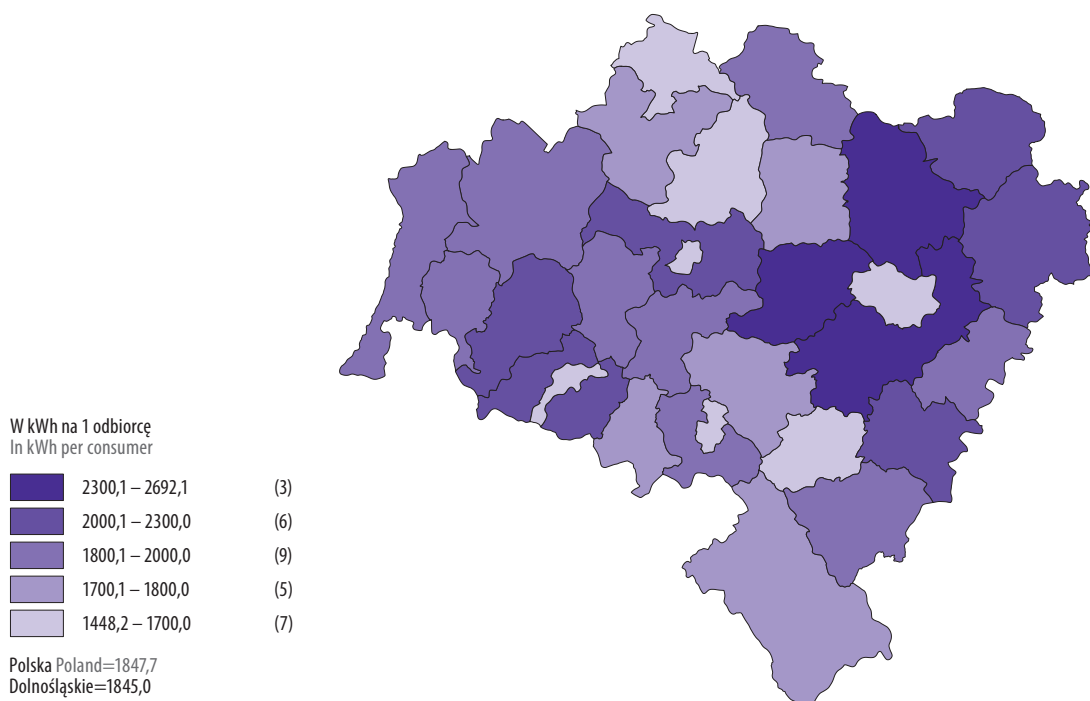 W kWh na 1 odbiorcę
In kWh per consumer
2300,1 – 2692,1 (3)
2000,1 – 2300,0 (6)
1800,1 – 2000,0 (9)
1700,1 – 1800,0 (5)
1448,2 – 1700,0 (7)
Polska Poland=1847,7
Dolnośląskie=1845,0